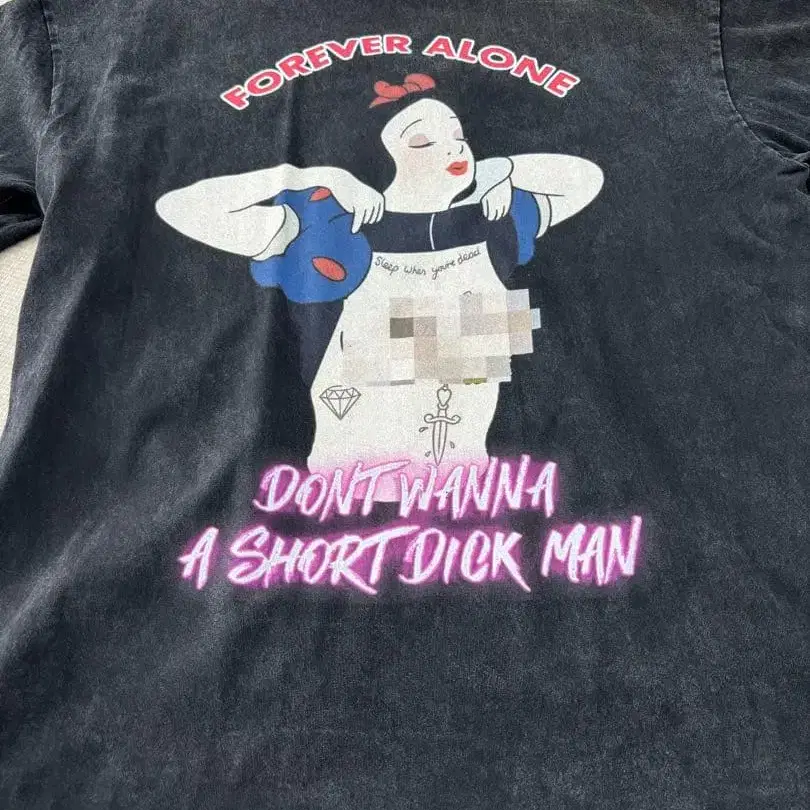 FOREVER ALONE
Sleep when you're dead
DONT WANNA
A SHORT DICK MAN